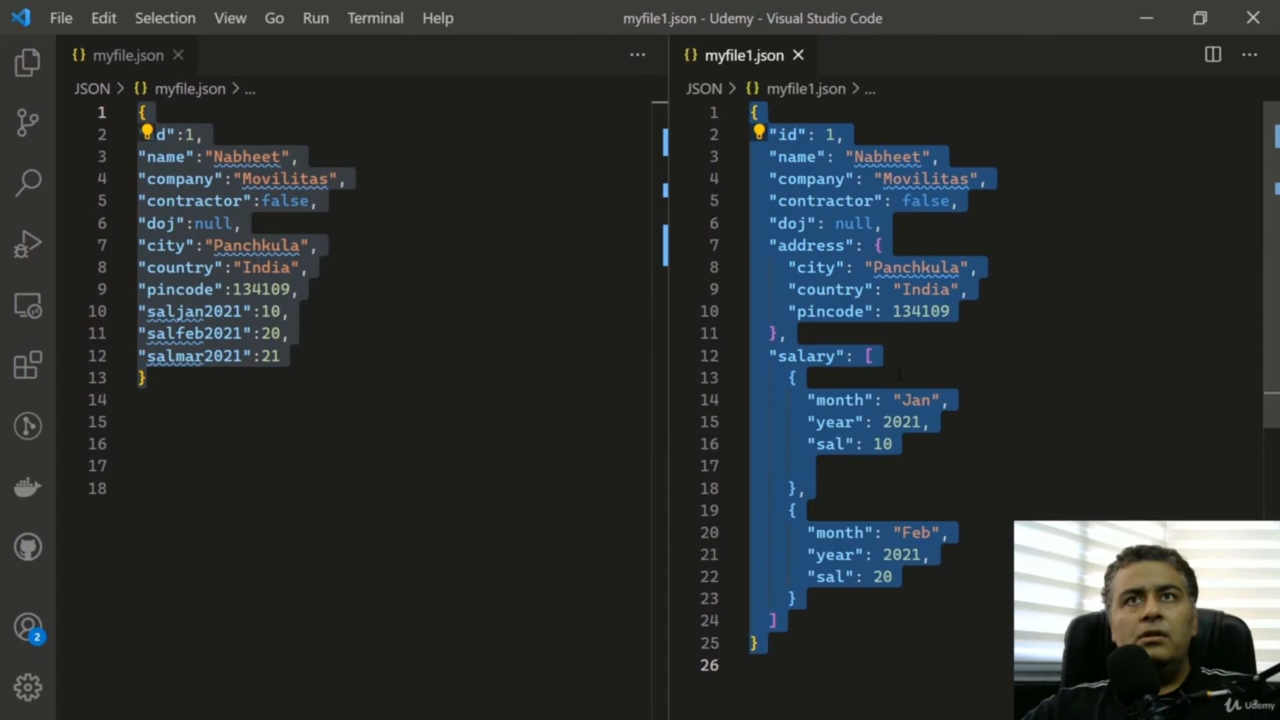 File Edit Selection View Go Run Terminal Help
myfile1.json - Udemy - Visual Studio Code
myfile.json
JSON > myfile.json > ...
1 {
2 d":1,
3 "name":"Nabheet",
4 "company":"Movilitas",
5 "contractor":false,
6 "doj":null,
7 "city":"Panchkula",
8 "country":"India",
9 "pincode":134109,
10 "saljan2021":10,
11 "salfeb2021":20,
12 "salmar2021":21
13 }
14
15
16
17
18
myfile1.json
JSON > myfile1.json > ...
1 {
2 "id": 1,
3 "name": "Nabheet",
4 "company": "Movilitas",
5 "contractor": false,
6 "doj": null,
7 "address": {
8 "city": "Panchkula",
9 "country": "India",
10 "pincode": 134109
11 },
12 "salary": [
13 {
14 "month": "Jan",
15 "year": 2021,
16 "sal": 10
17
18 },
19 {
20 "month": "Feb",
21 "year": 2021,
22 "sal": 20
23 }
24 ]
25 }
26
2
Udemy